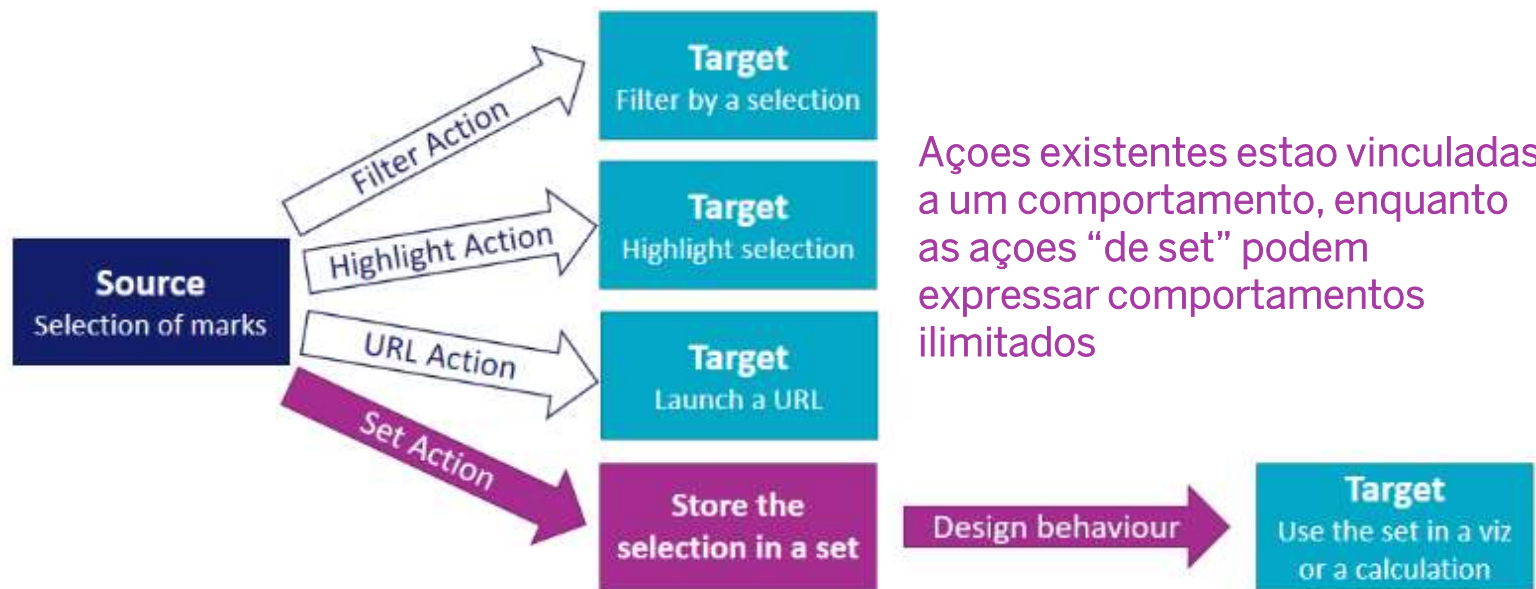 Target
Filter by a selection
Filter Action
Açoes existentes estao vinculadas
a um comportamento, enquanto
as açoes “de set” podem
expressar comportamentos
ilimitados
Target
Highlight selection
Highlight Action
Source
Selection of marks
URL Action
Target
Launch a URL
Set Action
Store the
selection in a set
Design behaviour
Target
Use the set in a viz
or a calculation